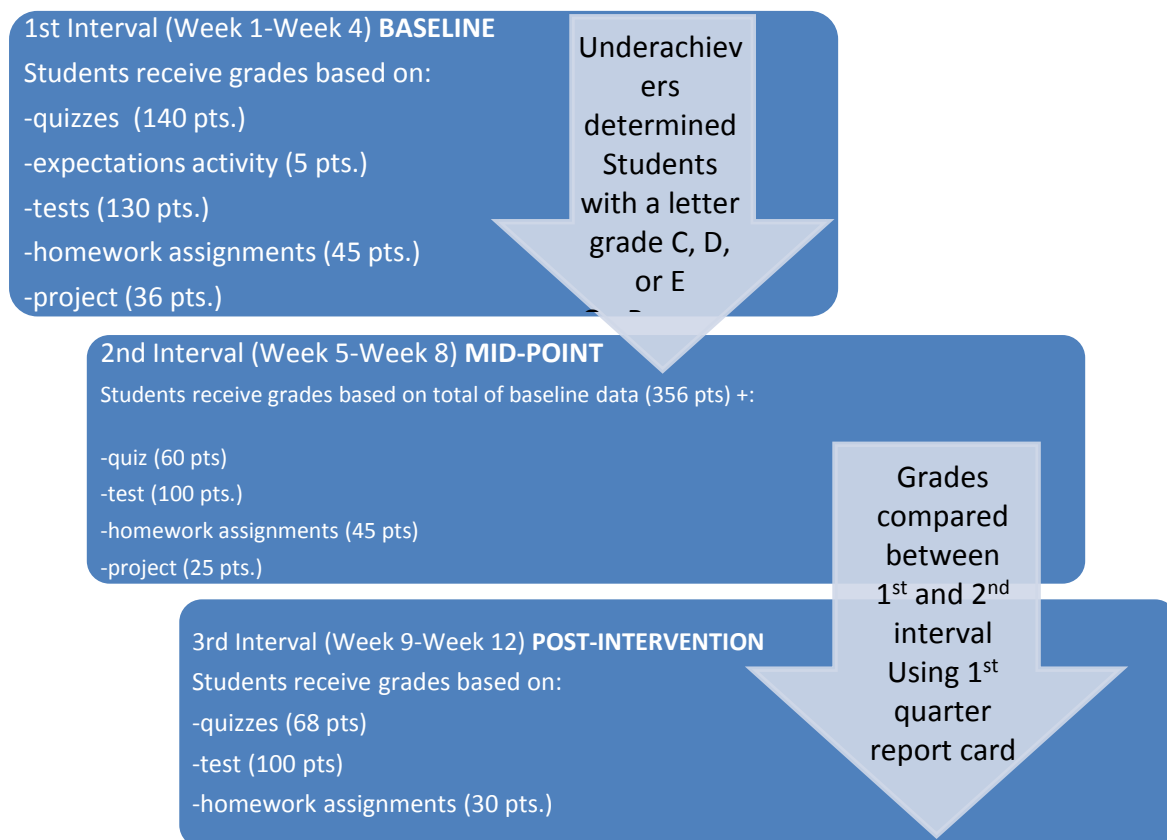 1st Interval (Week 1-Week 4) BASELINE
Students receive grades based on:
-quizzes (140 pts.)
-expectations activity (5 pts.)
-tests (130 pts.)
-homework assignments (45 pts.)
-project (36 pts.)
Underachiev
ers
determined
Students
with a letter
grade C, D,
or E
2nd Interval (Week 5-Week 8) MID-POINT
Students receive grades based on total of baseline data (356 pts) +:
-quiz (60 pts)
-test (100 pts.)
-homework assignments (45 pts)
-project (25 pts.)
Grades
compared
between
1st and 2nd
interval
Using 1st
quarter
report card
3rd Interval (Week 9-Week 12) POST-INTERVENTION
Students receive grades based on:
-quizzes (68 pts)
-test (100 pts)
-homework assignments (30 pts.)